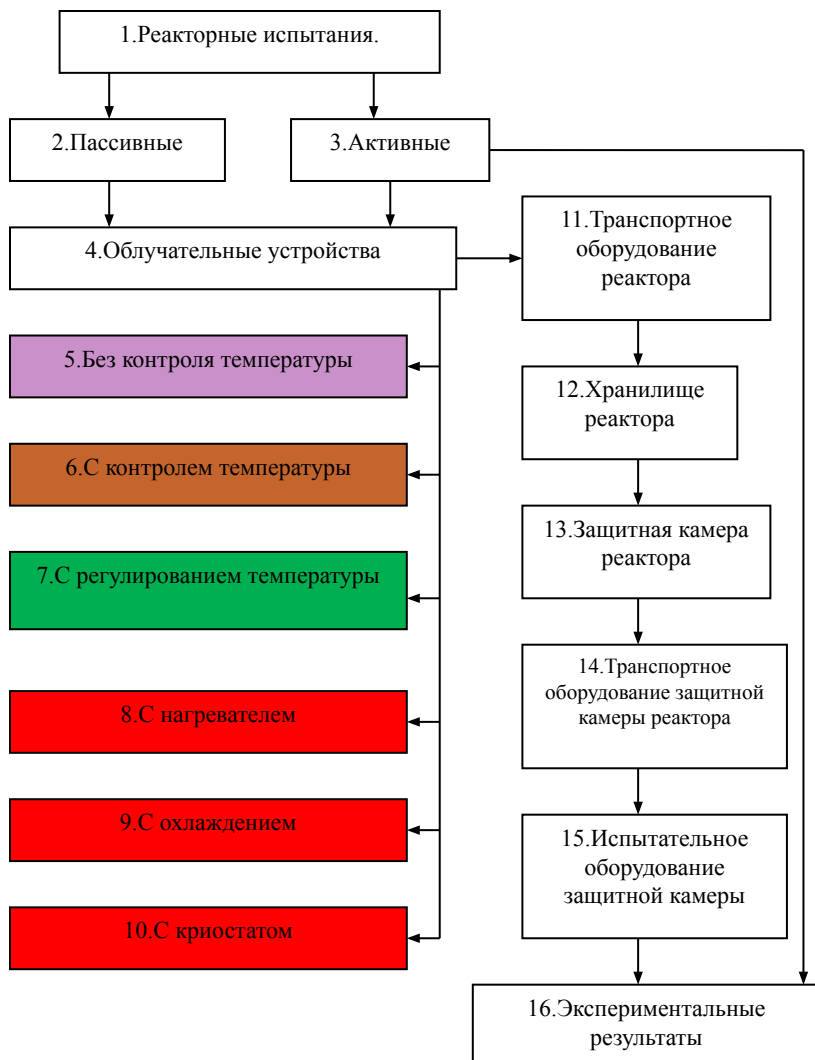 1.Реакторные испытания.
2.Пассивные
3.Активные
4.Облучательные устройства
5.Без контроля температуры
6.С контролем температуры
7.С регулированием температуры
8.С нагревателем
9.С охлаждением
10.С криостатом
11.Транспортное
оборудование
реактора
12.Хранилище
реактора
13.Защитная камера
реактора
14.Транспортное
оборудование защитной
камеры реактора
15.Испытательное
оборудование
защитной камеры
16.Экспериментальные
результаты